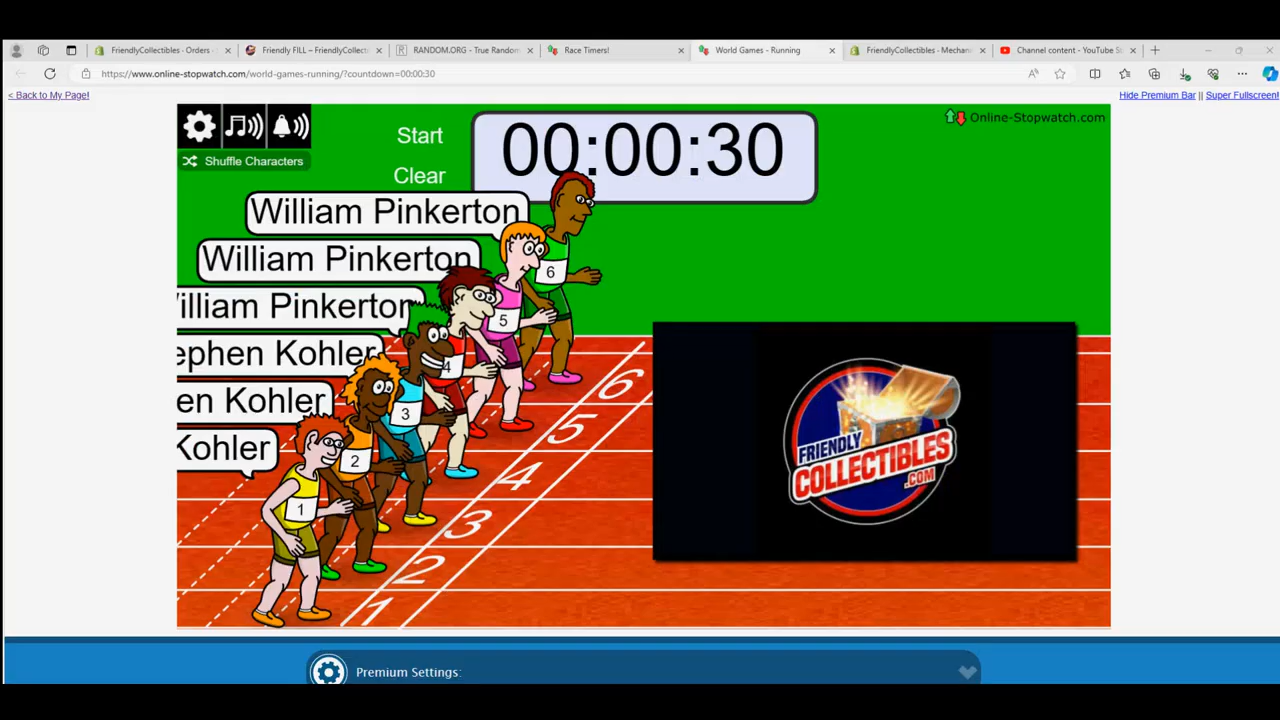 FriendlyCollectibles - Orders
Friendly FILL – FriendlyCollect
RANDOM.ORG - True Random
Race Timers!
World Games - Running
FriendlyCollectibles - Mechan
Channel content - YouTube St
https://www.online-stopwatch.com/world-games-running/?countdown=00:00:30
< Back to My Page!
Hide Premium Bar || Super Fullscreen!
Start
Clear
00:00:30
Online-Stopwatch.com
Shuffle Characters
William Pinkerton
William Pinkerton
illiam Pinkerton
ephen Kohler
en Kohler
Kohler
6
5
4
3
2
1
6
5
4
3
2
1
FRIENDLY
COLLECTIBLES
.COM
Premium Settings: